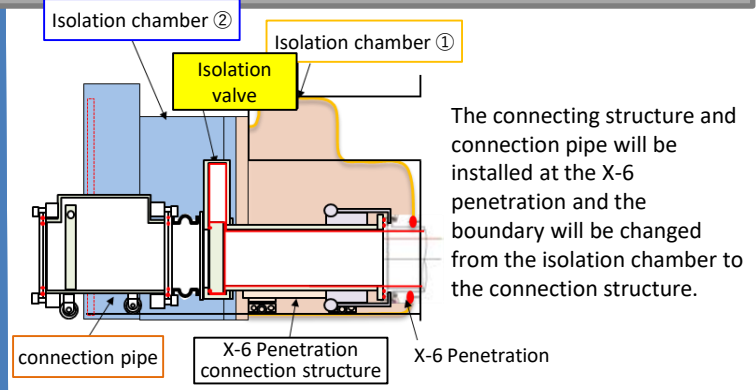 Isolation chamber ②
Isolation chamber ①
Isolation
valve
The connecting structure and
connection pipe will be
installed at the X-6
penetration and the
boundary will be changed
from the isolation chamber to
the connection structure.
connection pipe
X-6 Penetration
connection structure
X-6 Penetration